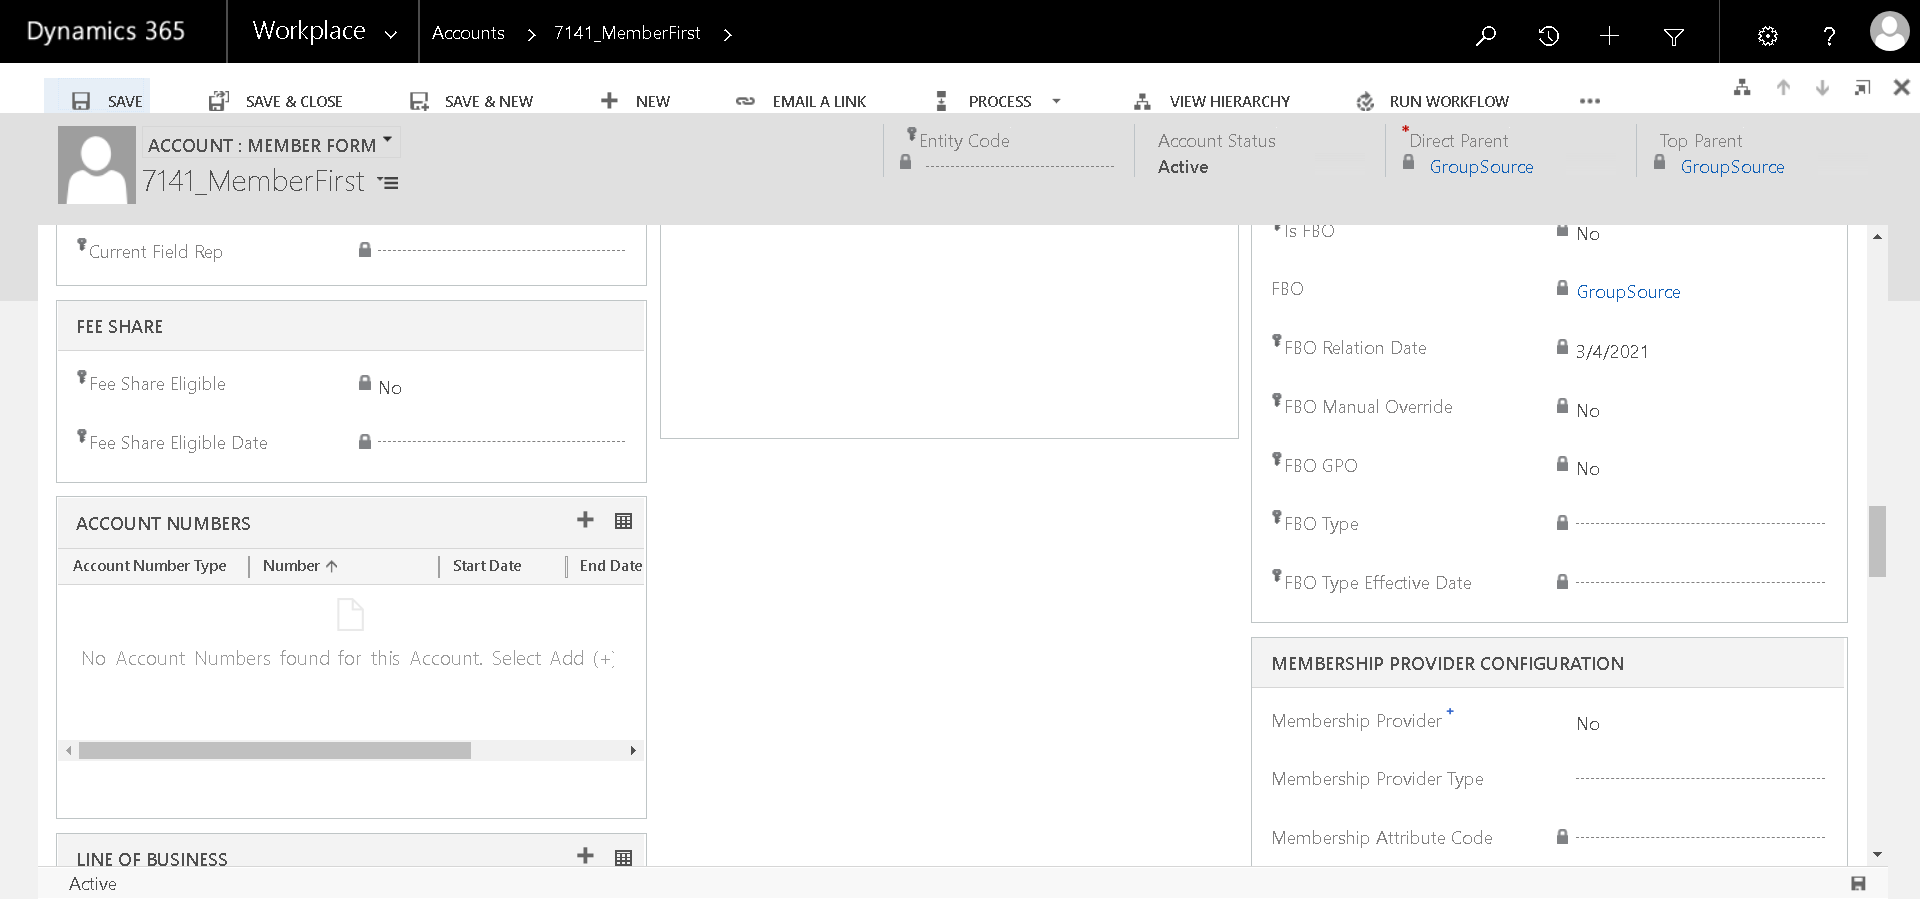 Dynamics 365
Workplace
Accounts
7141_MemberFirst
SAVE
SAVE & CLOSE
SAVE & NEW
NEW
EMAIL A LINK
PROCESS
VIEW HIERARCHY
RUN WORKFLOW
ACCOUNT : MEMBER FORM
7141_MemberFirst
Entity Code
Account Status
Active
*Direct Parent
GroupSource
Top Parent
GroupSource
Current Field Rep
FEE SHARE
Fee Share Eligible No
Fee Share Eligible Date
ACCOUNT NUMBERS
Account Number Type Number Start Date End Date
No Account Numbers found for this Account. Select Add (+)
LINE OF BUSINESS
Is FBO No
FBO GroupSource
FBO Relation Date 3/4/2021
FBO Manual Override No
FBO GPO No
FBO Type
FBO Type Effective Date
MEMBERSHIP PROVIDER CONFIGURATION
Membership Provider + No
Membership Provider Type
Membership Attribute Code
Active